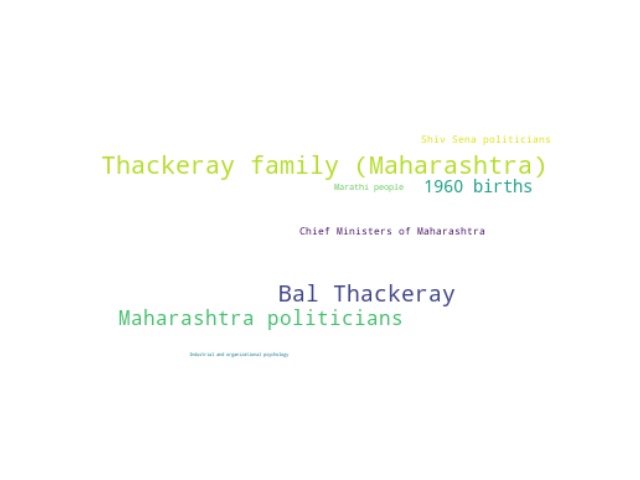 Shiv Sena politicians
Thackeray family (Maharashtra)
Marathi people
1960 births
Chief Ministers of Maharashtra
Bal Thackeray
Maharashtra politicians
Industrial and organizational psychology